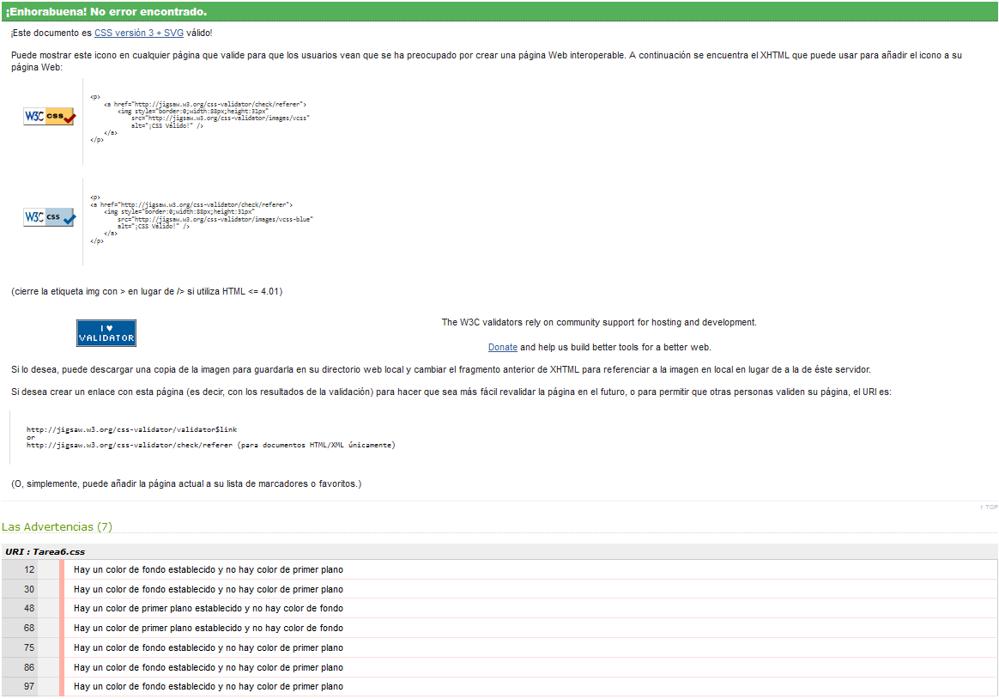 ¡Enhorabuena! No error encontrado.
¡Este documento es CSS versión 3 + SVG válido!
Puede mostrar este icono en cualquier página que valide para que los usuarios vean que se ha preocupado por crear una página Web interoperable. A continuación se encuentra el XHTML que puede usar para añadir el icono a su
página Web:
W3C css
<p>
<a href="http://jigsaw.w3.org/css-validator/check/referer">
<img style="border:0;width:88px;height:31px"
src="http://jigsaw.w3.org/css-validator/images/vcss"
alt="¡CSS Válido!" />
</a>
</p>
W3C css
<p>
<a href="http://jigsaw.w3.org/css-validator/check/referer">
<img style="border:0;width:88px;height:31px"
src="http://jigsaw.w3.org/css-validator/images/vcss-blue"
alt="¡CSS Válido!" />
</a>
</p>
(cierre la etiqueta img con > en lugar de /> si utiliza HTML <= 4.01)
I ♥
VALIDATOR
The W3C validators rely on community support for hosting and development.
Donate and help us build better tools for a better web.
Si lo desea, puede descargar una copia de la imagen para guardarla en su directorio web local y cambiar el fragmento anterior de XHTML para referenciar a la imagen en local en lugar de a la de éste servidor.
Si desea crear un enlace con esta página (es decir, con los resultados de la validación) para hacer que sea más fácil revalidar la página en el futuro, o para permitir que otras personas validen su página, el URI es:
http://jigsaw.w3.org/css-validator/validator$link
or
http://jigsaw.w3.org/css-validator/check/referer (para documentos HTML/XML únicamente)
(O, simplemente, puede añadir la página actual a su lista de marcadores o favoritos.)
↑ TOP
Las Advertencias (7)
URI : Tarea6.css
12 Hay un color de fondo establecido y no hay color de primer plano
30 Hay un color de fondo establecido y no hay color de primer plano
48 Hay un color de primer plano establecido y no hay color de fondo
68 Hay un color de primer plano establecido y no hay color de fondo
75 Hay un color de fondo establecido y no hay color de primer plano
86 Hay un color de fondo establecido y no hay color de primer plano
97 Hay un color de fondo establecido y no hay color de primer plano